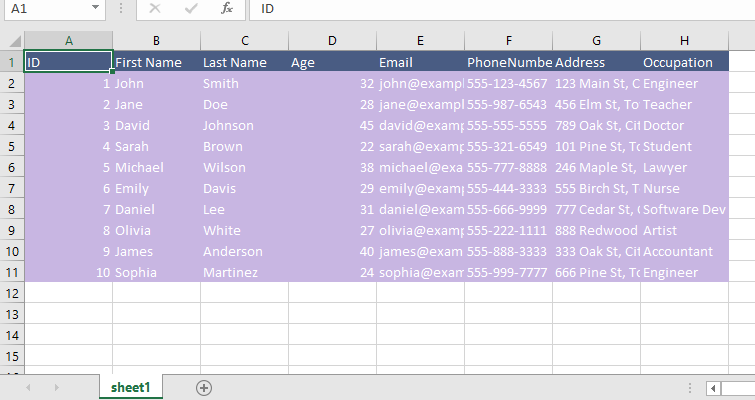 A1 fx ID
A B C D E F G H
1 ID First Name Last Name Age Email PhoneNumbe Address Occupation
2 1 John Smith 32 john@exampl 555-123-4567 123 Main St, C Engineer
3 2 Jane Doe 28 jane@examp 555-987-6543 456 Elm St, To Teacher
4 3 David Johnson 45 david@examp 555-555-5555 789 Oak St, Cit Doctor
5 4 Sarah Brown 22 sarah@examp 555-321-6549 101 Pine St, To Student
6 5 Michael Wilson 38 michael@exa 555-777-8888 246 Maple St, Lawyer
7 6 Emily Davis 29 emily@examp 555-444-3333 555 Birch St, T Nurse
8 7 Daniel Lee 31 daniel@exam 555-666-9999 777 Cedar St, Software Dev
9 8 Olivia White 27 olivia@examp 555-222-1111 888 Redwood Artist
10 9 James Anderson 40 james@exam 555-888-3333 333 Oak St, Cit Accountant
11 10 Sophia Martinez 24 sophia@exam 555-999-7777 666 Pine St, To Engineer
12
13
14
15
sheet1